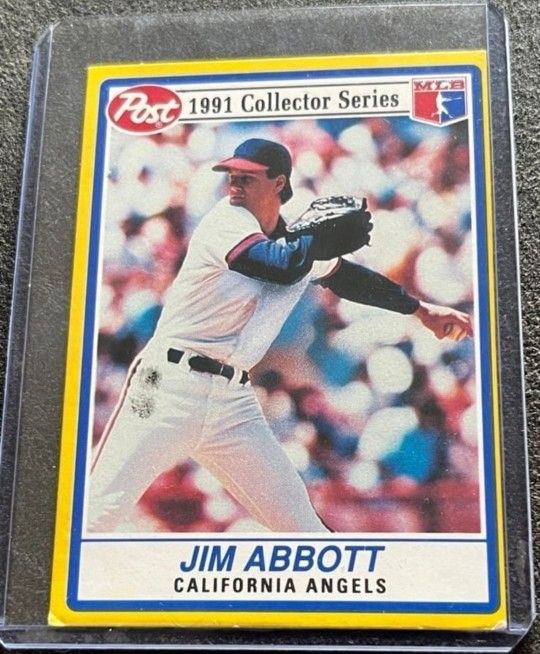 Post 1991 Collector Series MLB
JIM ABBOTT
CALIFORNIA ANGELS